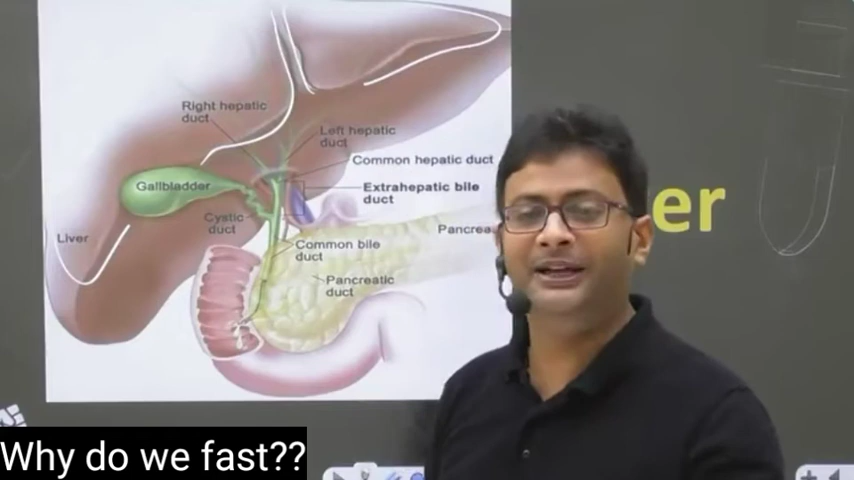 Right hepatic
duct
Left hepatic
duct
Common hepatic duct
Gallbladder
Extrahepatic bile
duct
Cystic
duct
Liver
Pancrea
Common bile
duct
Pancreatic
duct
er
Why do we fast??